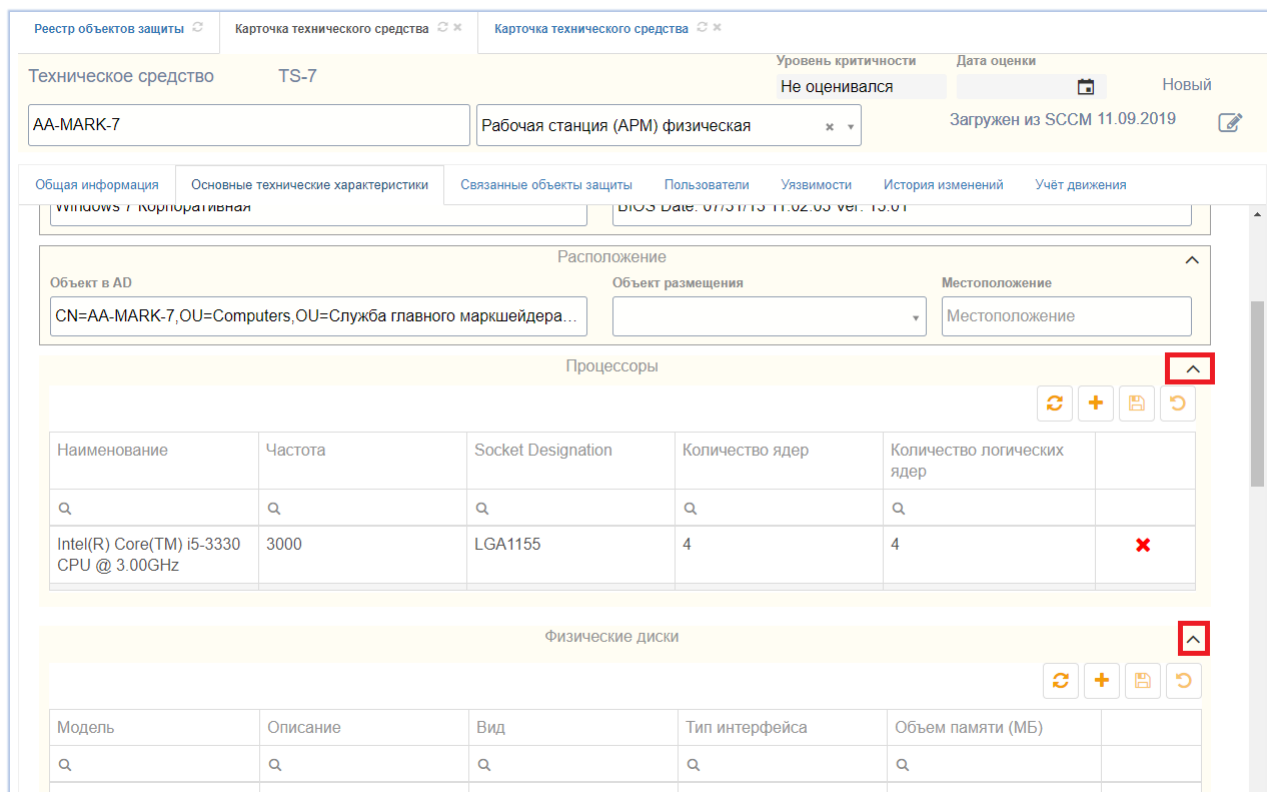 Реестр объектов защиты Карточка технического средства Карточка технического средства
Уровень критичности Дата оценки
Техническое средство TS-7 Не оценивался Новый
AA-MARK-7 Рабочая станция (АРМ) физическая Загружен из SCCM 11.09.2019
Общая информация Основные технические характеристики Связанные объекты защиты Пользователи Уязвимости История изменений Учёт движения
Windows 7 Корпоративная BIOS Date: 07/31/13 11:02:03 Ver: 13.01
Расположение
Объект в AD Объект размещения Местоположение
CN=AA-MARK-7,OU=Computers,OU=Служба главного маркшейдера... Местоположение
Процессоры
Наименование Частота Socket Designation Количество ядер Количество логических
ядер
Intel(R) Core(TM) i5-3330 3000 LGA1155 4 4
CPU @ 3.00GHz
Физические диски
Модель Описание Вид Тип интерфейса Объем памяти (МБ)